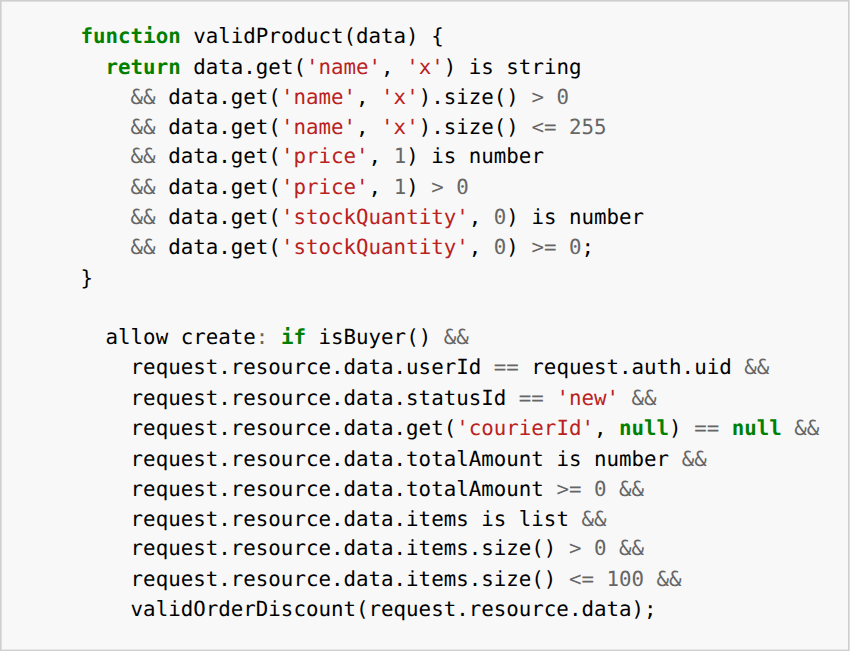 function validProduct(data) {
  return data.get('name', 'x') is string
    && data.get('name', 'x').size() > 0
    && data.get('name', 'x').size() <= 255
    && data.get('price', 1) is number
    && data.get('price', 1) > 0
    && data.get('stockQuantity', 0) is number
    && data.get('stockQuantity', 0) >= 0;
}

  allow create: if isBuyer() &&
    request.resource.data.userId == request.auth.uid &&
    request.resource.data.statusId == 'new' &&
    request.resource.data.get('courierId', null) == null &&
    request.resource.data.totalAmount is number &&
    request.resource.data.totalAmount >= 0 &&
    request.resource.data.items is list &&
    request.resource.data.items.size() > 0 &&
    request.resource.data.items.size() <= 100 &&
    validOrderDiscount(request.resource.data);